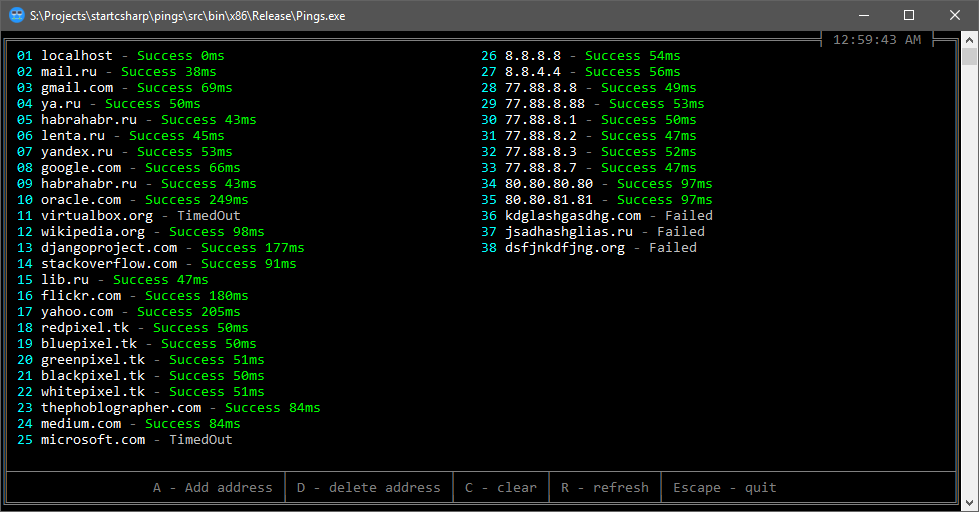 S:\Projects\startcsharp\pings\src\bin\x86\Release\Pings.exe
12:59:43 AM
01 localhost - Success 0ms
02 mail.ru - Success 38ms
03 gmail.com - Success 69ms
04 ya.ru - Success 50ms
05 habrahabr.ru - Success 43ms
06 lenta.ru - Success 45ms
07 yandex.ru - Success 53ms
08 google.com - Success 66ms
09 habrahabr.ru - Success 43ms
10 oracle.com - Success 249ms
11 virtualbox.org - TimedOut
12 wikipedia.org - Success 98ms
13 djangoproject.com - Success 177ms
14 stackoverflow.com - Success 91ms
15 lib.ru - Success 47ms
16 flickr.com - Success 180ms
17 yahoo.com - Success 205ms
18 redpixel.tk - Success 50ms
19 bluepixel.tk - Success 50ms
20 greenpixel.tk - Success 51ms
21 blackpixel.tk - Success 50ms
22 whitepixel.tk - Success 51ms
23 thephoblographer.com - Success 84ms
24 medium.com - Success 84ms
25 microsoft.com - TimedOut
26 8.8.8.8 - Success 54ms
27 8.8.4.4 - Success 56ms
28 77.88.8.8 - Success 49ms
29 77.88.8.88 - Success 53ms
30 77.88.8.1 - Success 50ms
31 77.88.8.2 - Success 47ms
32 77.88.8.3 - Success 52ms
33 77.88.8.7 - Success 47ms
34 80.80.80.80 - Success 97ms
35 80.80.81.81 - Success 97ms
36 kdglashgasdhg.com - Failed
37 jsadhashglias.ru - Failed
38 dsfjnkdfjng.org - Failed
A - Add address
D - delete address
C - clear
R - refresh
Escape - quit